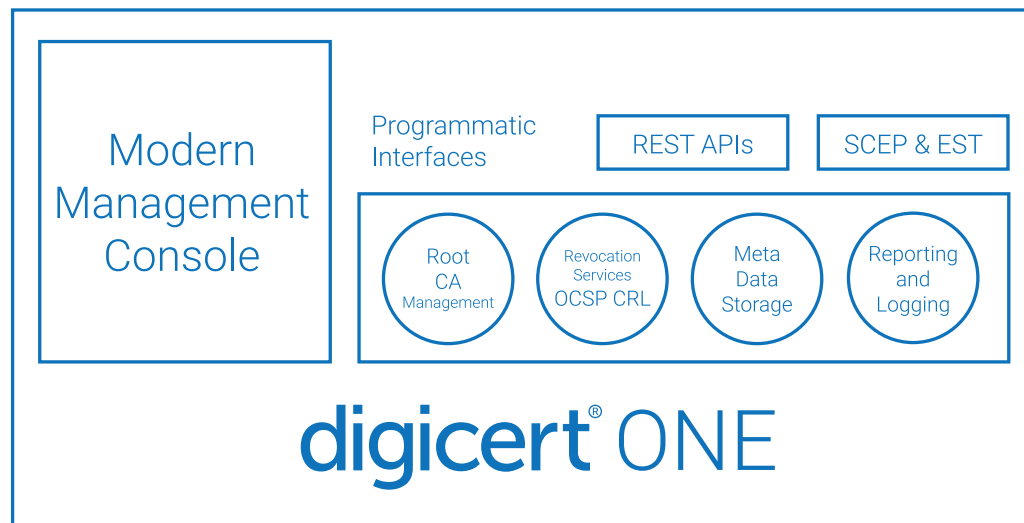 Modern
Management
Console
Programmatic
Interfaces
REST APIs
SCEP & EST
Root
CA
Management
Revocation
Services
OCSP CRL
Meta
Data
Storage
Reporting
and
Logging
digicert® ONE